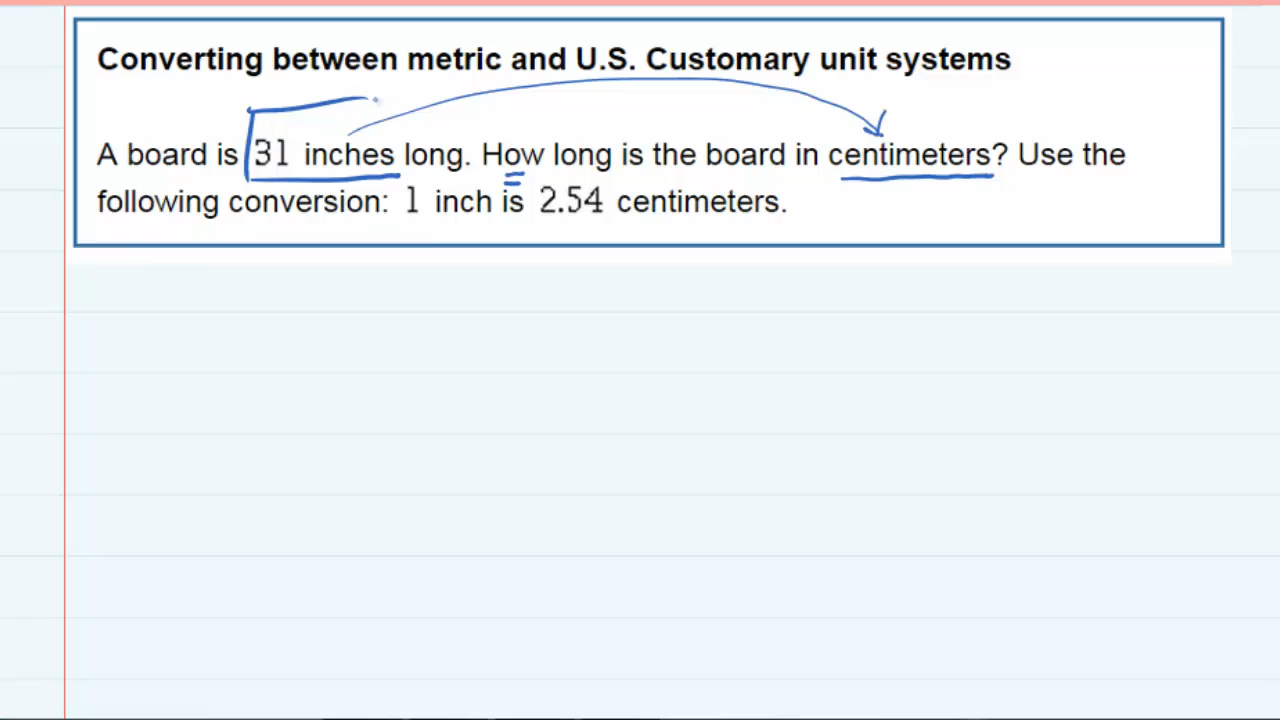 Converting between metric and U.S. Customary unit systems
A board is 31 inches long. How long is the board in centimeters? Use the
following conversion: 1 inch is 2.54 centimeters.